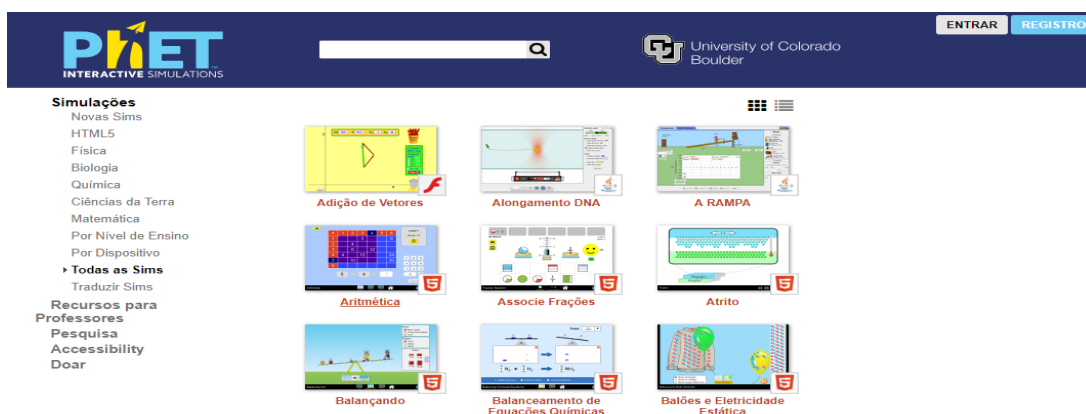 ENTRAR
REGISTRO
PhET
INTERACTIVE SIMULATIONS
CU
University of Colorado
Boulder
Simulações
Novas Sims
HTML5
Física
Biologia
Química
Ciências da Terra
Matemática
Por Nível de Ensino
Por Dispositivo
Todas as Sims
Traduzir Sims
Recursos para
Professores
Pesquisa
Accessibility
Doar
Adição de Vetores
Alongamento DNA
A RAMPA
Aritmética
Associe Frações
Atrito
Balançando
Balanceamento de
Equações Químicas
Balões e Eletricidade
Estática